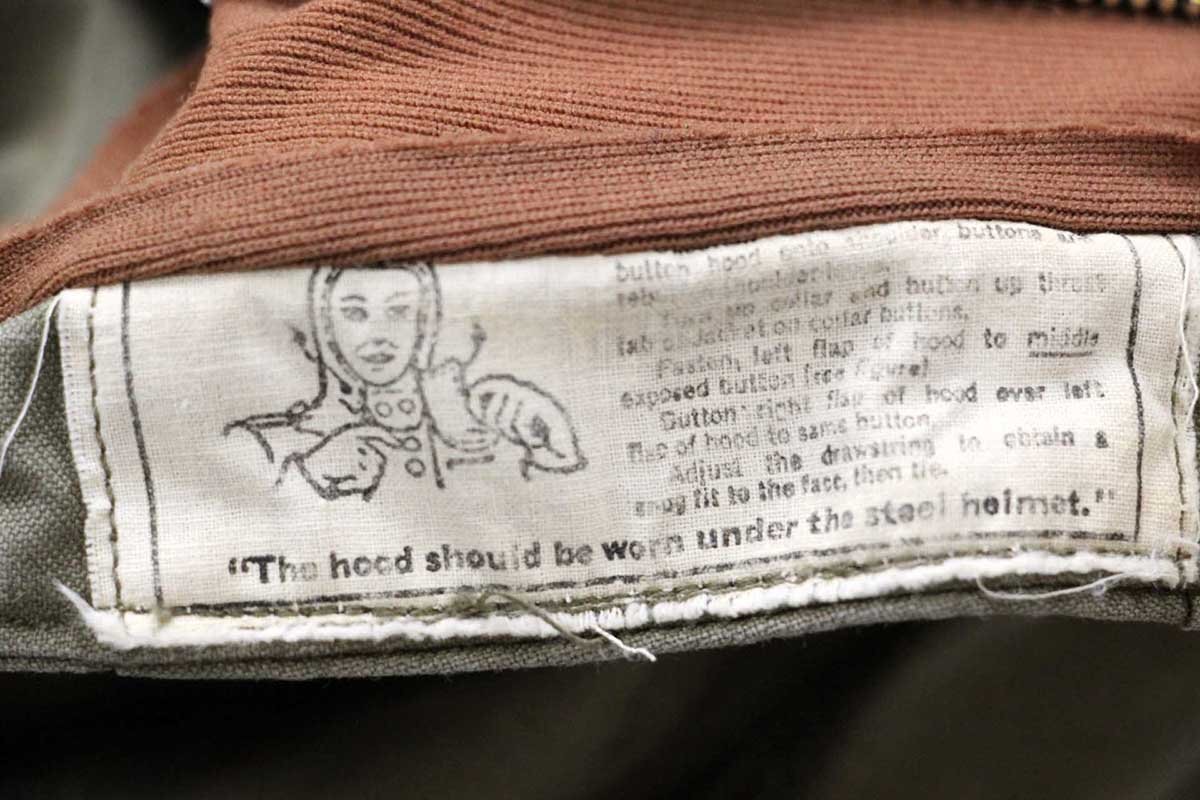 button hood onto shoulder buttons are
button up throat
tab of jacket on collar buttons.
Fasten, left flap of hood to middle
exposed button (see figure)
Button right flap of hood over left
flap of hood to same button.
Adjust the drawstring to obtain a
snug fit to the face, then tie.
"The hood should be worn under the steel helmet."